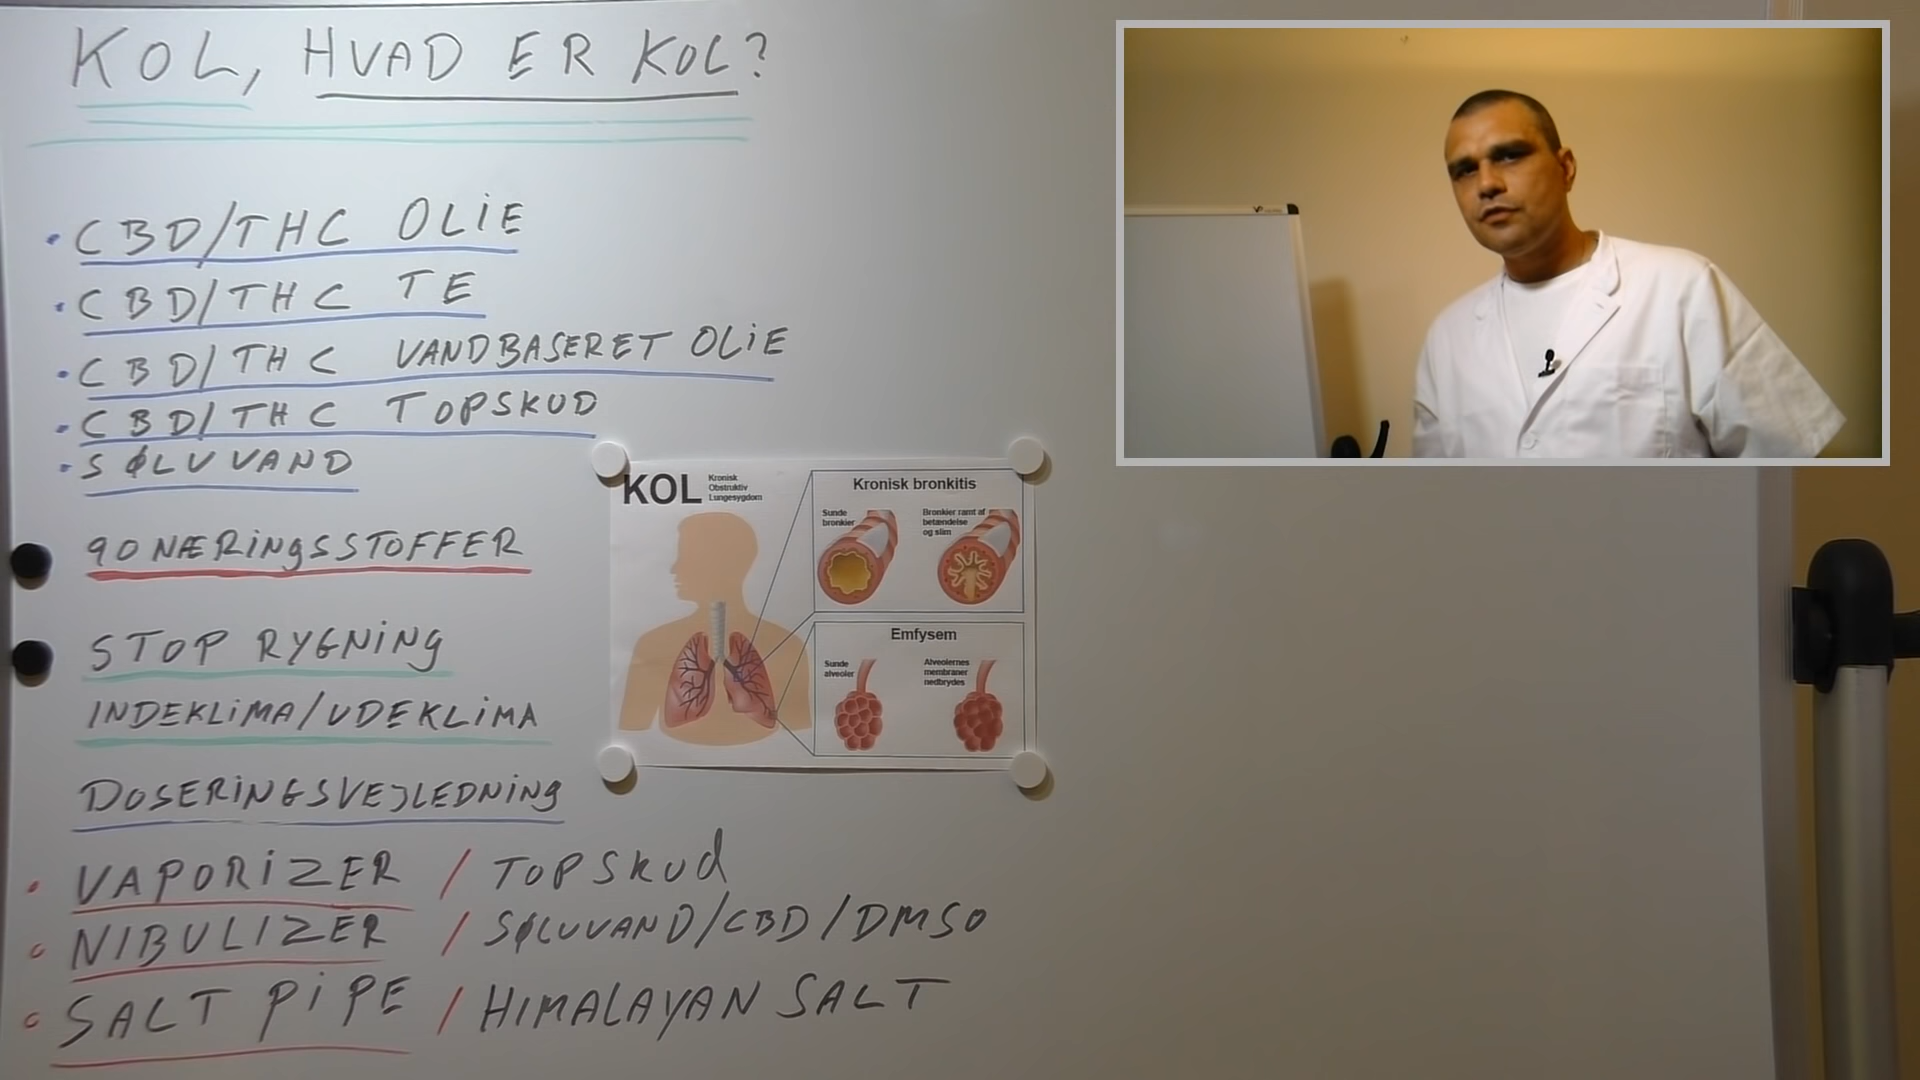 KOL, HVAD ER KOL?
• CBD/THC OLIE
• CBD/THC TE
• CBD/THC VANDBASERET OLIE
• CBD/THC TOPSKUD
• SØLVVAND
90 NÆRINGSSTOFFER
STOP RYGNING
INDEKLIMA/UDEKLIMA
DOSERINGSVEJLEDNING
• VAPORIZER / TOPSKUD
• NIBULIZER / SØLVVAND/CBD/DMSO
• SALT PIPE / HIMALAYAN SALT
KOL
Kronisk
Obstruktiv
Lungesygdom
Kronisk bronkitis
Sunde
bronkier
Bronkier ramt af
betændelse
og slim
Emfysem
Sunde
alveoler
Alveolernes
membraner
nedbrydes